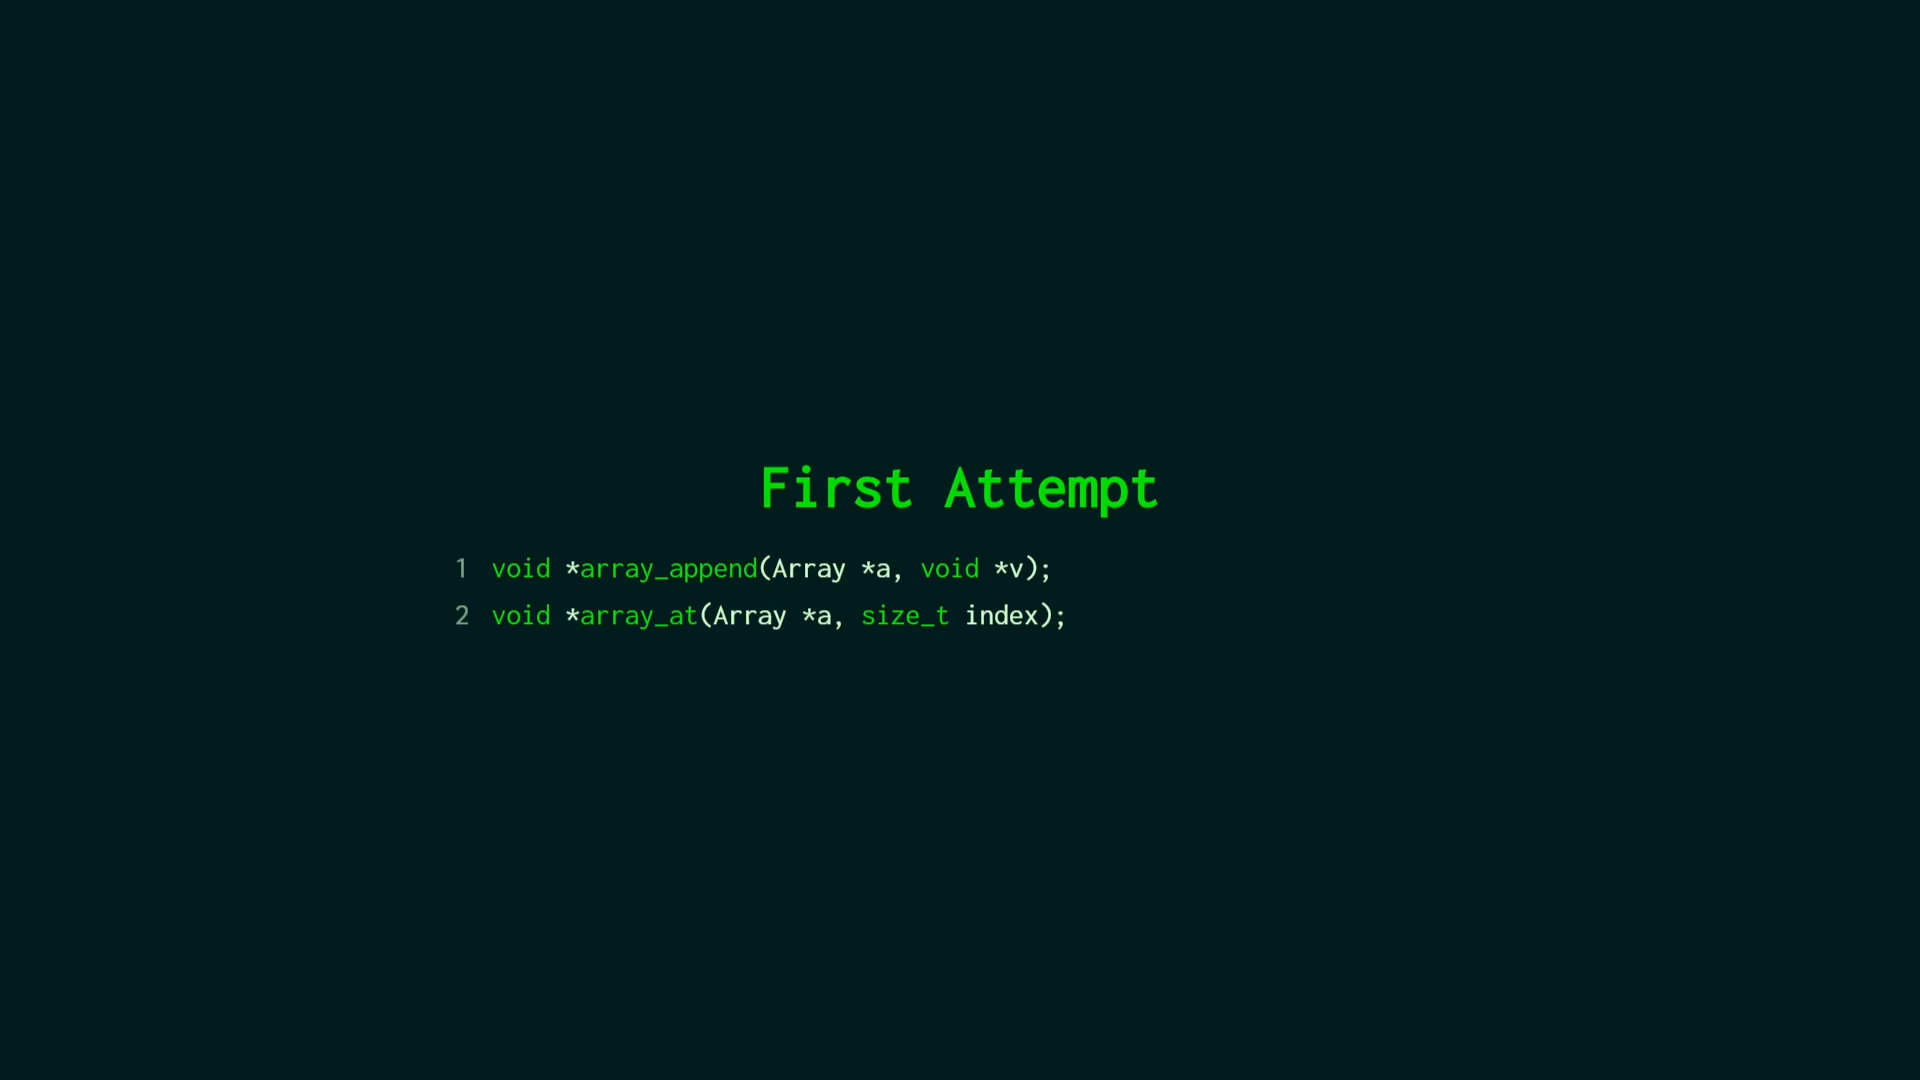 First Attempt
1 void *array_append(Array *a, void *v);
2 void *array_at(Array *a, size_t index);